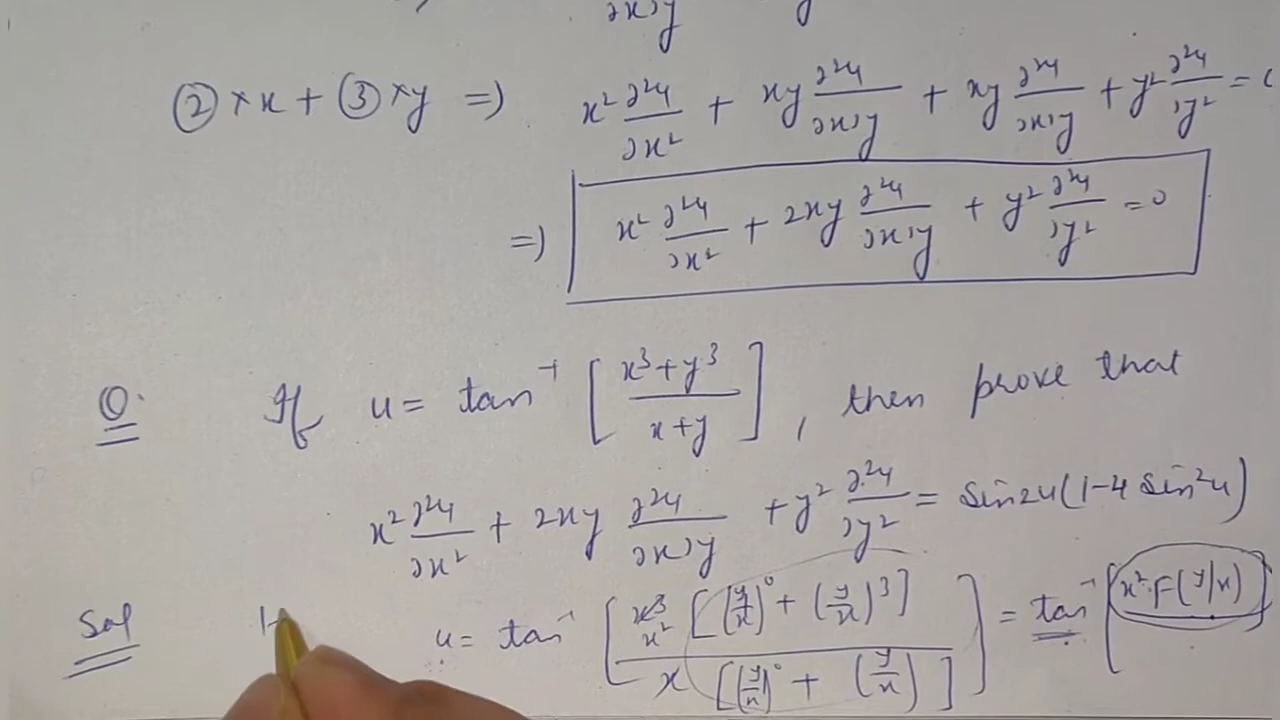 ∂x∂y y
② × x + ③ × y ⇒ x² ∂²u/∂x² + xy ∂²u/∂x∂y + xy ∂²u/∂x∂y + y² ∂²u/∂y² = 0
⇒ x² ∂²u/∂x² + 2xy ∂²u/∂x∂y + y² ∂²u/∂y² = 0
Q. If u = tan⁻¹ [ (x³ + y³)/(x + y) ], then prove that
x² ∂²u/∂x² + 2xy ∂²u/∂x∂y + y² ∂²u/∂y² = Sin2u(1-4 Sin²u)
Sol u = tan⁻¹ [ x³ x² [(y/x)⁰ + (y/x)³] / x [(y/x)⁰ + (y/x)] ] = tan⁻¹ [x². F(y/x)]